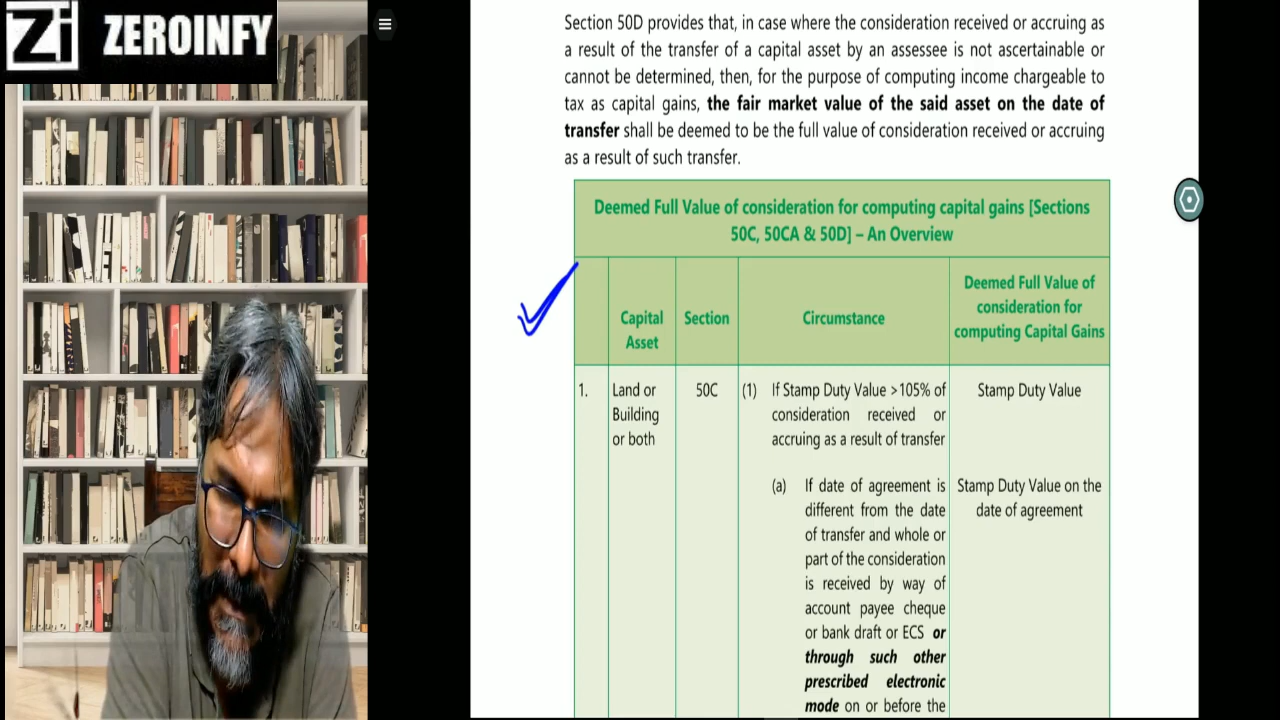 Zi ZEROINFY
Section 50D provides that, in case where the consideration received or accruing as
a result of the transfer of a capital asset by an assessee is not ascertainable or
cannot be determined, then, for the purpose of computing income chargeable to
tax as capital gains, the fair market value of the said asset on the date of
transfer shall be deemed to be the full value of consideration received or accruing
as a result of such transfer.
Deemed Full Value of consideration for computing capital gains [Sections
50C, 50CA & 50D] – An Overview
Capital
Asset
Section
Circumstance
Deemed Full Value of
consideration for
computing Capital Gains
1.
Land or
Building
or both
50C
(1) If Stamp Duty Value >105% of
consideration received or
accruing as a result of transfer
Stamp Duty Value
(a) If date of agreement is
different from the date
of transfer and whole or
part of the consideration
is received by way of
account payee cheque
or bank draft or ECS or
through such other
prescribed electronic
mode on or before the
Stamp Duty Value on the
date of agreement